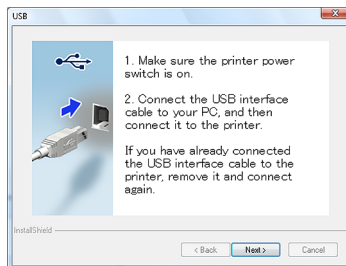 USB
1. Make sure the printer power
switch is on.
2. Connect the USB interface
cable to your PC, and then
connect it to the printer.
If you have already connected
the USB interface cable to the
printer, remove it and connect
again.
InstallShield
< Back Next > Cancel